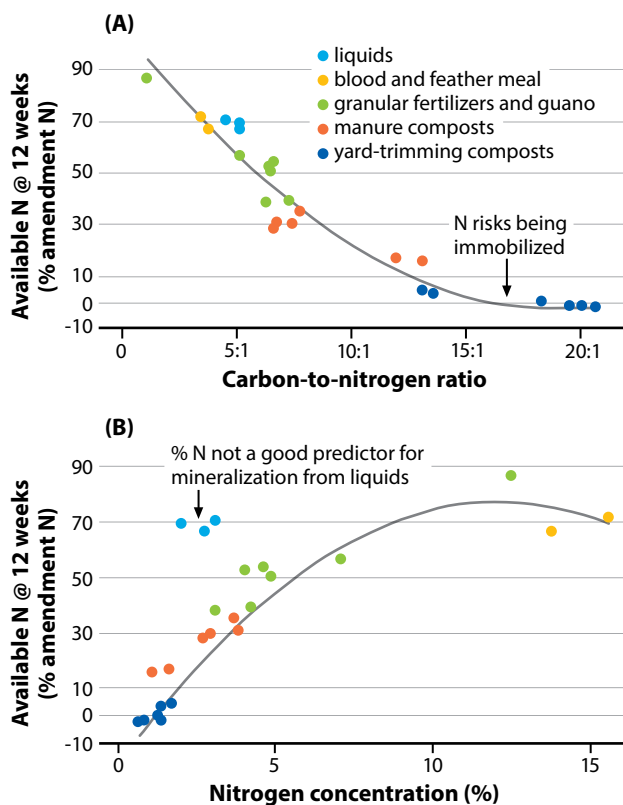 (A)
liquids
blood and feather meal
granular fertilizers and guano
manure composts
yard-trimming composts
N risks being
immobilized
Available N @ 12 weeks
(% amendment N)
90
70
50
30
10
0
-10
0
5:1
10:1
15:1
20:1
Carbon-to-nitrogen ratio
(B)
% N not a good predictor for
mineralization from liquids
Available N @ 12 weeks
(% amendment N)
90
70
50
30
10
0
-10
0
5
10
15
Nitrogen concentration (%)